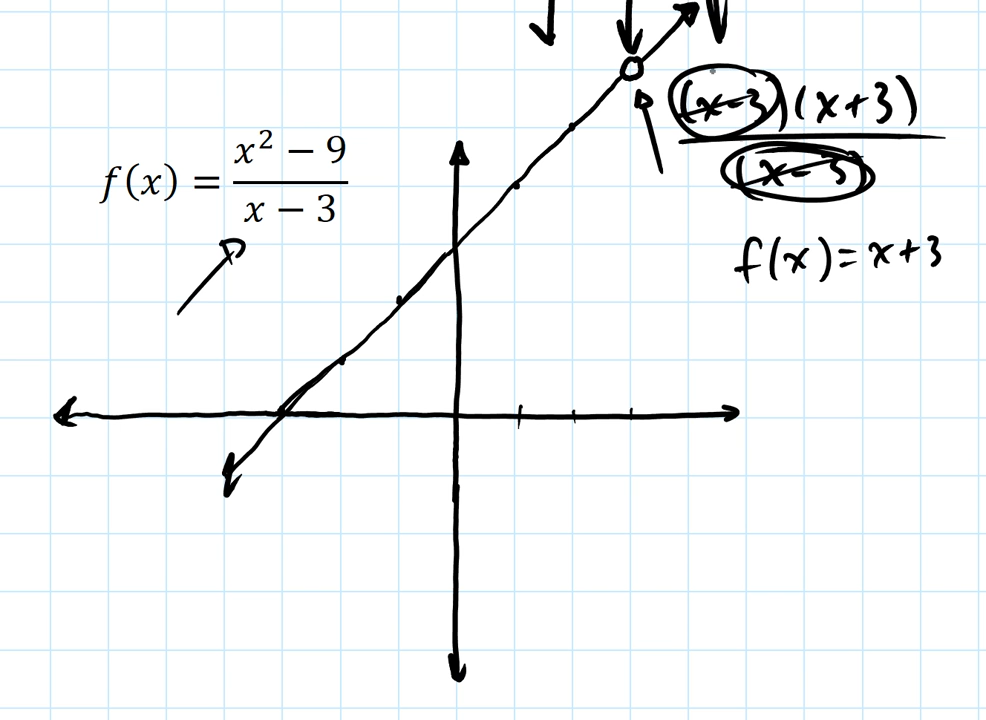 f(x) = (x² − 9)/(x − 3)
(x-3)(x+3)
(x-3)
f(x)=x+3